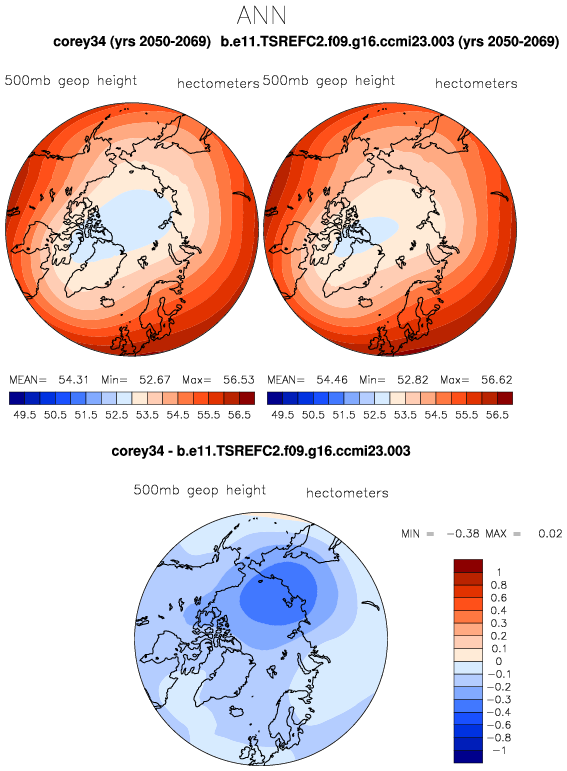 ANN
corey34 (yrs 2050-2069) b.e11.TSREFC2.f09.g16.ccmi23.003 (yrs 2050-2069)
500mb geop height hectometers 500mb geop height hectometers
MEAN= 54.31 Min= 52.67 Max= 56.53 MEAN= 54.46 Min= 52.82 Max= 56.62
49.5 50.5 51.5 52.5 53.5 54.5 55.5 56.5 49.5 50.5 51.5 52.5 53.5 54.5 55.5 56.5
corey34 - b.e11.TSREFC2.f09.g16.ccmi23.003
500mb geop height hectometers
MIN = -0.38 MAX = 0.02
1
0.8
0.6
0.4
0.3
0.2
0.1
0
-0.1
-0.2
-0.3
-0.4
-0.6
-0.8
-1